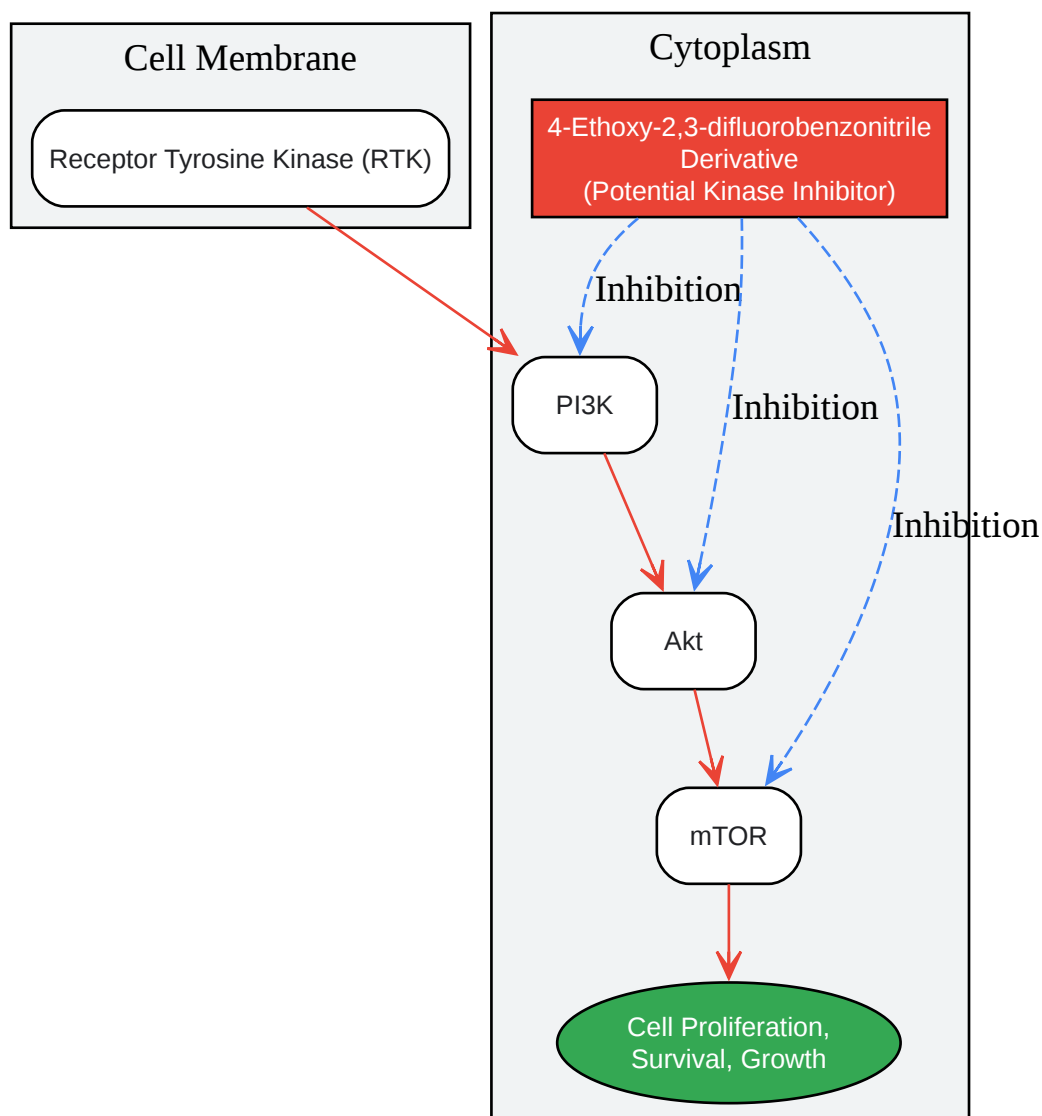 Cell Membrane
Receptor Tyrosine Kinase (RTK)
Cytoplasm
4-Ethoxy-2,3-difluorobenzonitrile
Derivative
(Potential Kinase Inhibitor)
Inhibition
PI3K
Inhibition
Inhibition
Akt
mTOR
Cell Proliferation,
Survival, Growth